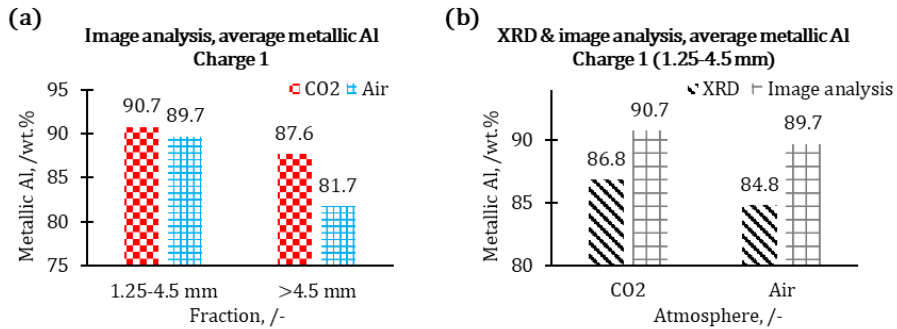 (a)
Image analysis, average metallic Al
Charge 1
CO2 Air
Metallic Al, /wt.%
95
90
85
80
75
90.7
89.7
87.6
81.7
1.25-4.5 mm >4.5 mm
Fraction, /-
(b)
XRD & image analysis, average metallic Al
Charge 1 (1.25-4.5 mm)
XRD Image analysis
Metallic Al, /wt.%
90
85
80
86.8
90.7
84.8
89.7
CO2 Air
Atmosphere, /-